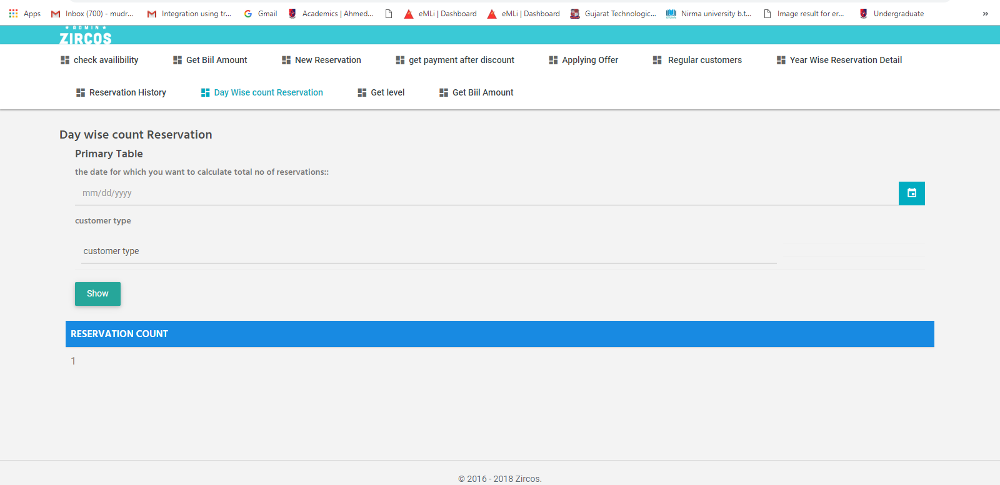 Apps Inbox (700) - mudr... Integration using tr... Gmail Academics | Ahmed... eMLi | Dashboard eMLi | Dashboard Gujarat Technologic... Nirma university b.t... Image result for er... Undergraduate »
ADMIN
ZIRCOS
check availibility Get Biil Amount New Reservation get payment after discount Applying Offer Regular customers Year Wise Reservation Detail
Reservation History Day Wise count Reservation Get level Get Biil Amount
Day wise count Reservation
Primary Table
the date for which you want to calculate total no of reservations::
mm/dd/yyyy
customer type
customer type
Show
RESERVATION COUNT
1
© 2016 - 2018 Zircos.